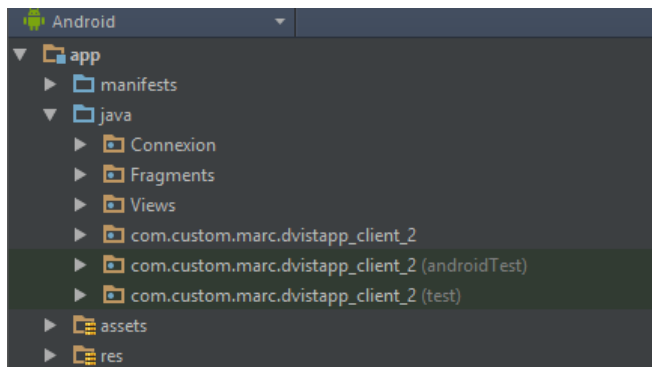 Android
app
manifests
java
Connexion
Fragments
Views
com.custom.marc.dvistapp_client_2
com.custom.marc.dvistapp_client_2 (androidTest)
com.custom.marc.dvistapp_client_2 (test)
assets
res